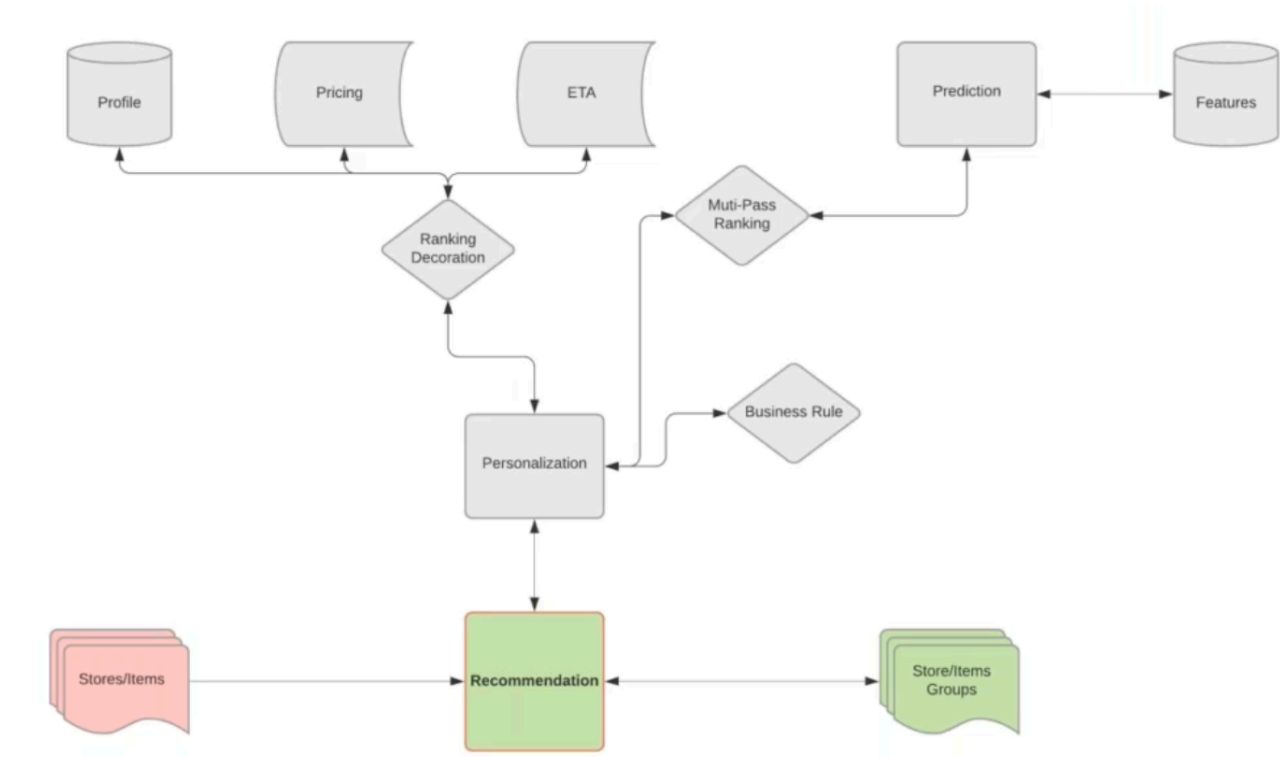 Profile
Pricing
ETA
Prediction
Features
Muti-Pass
Ranking
Ranking
Decoration
Business Rule
Personalization
Stores/Items
Recommendation
Store/Items
Groups